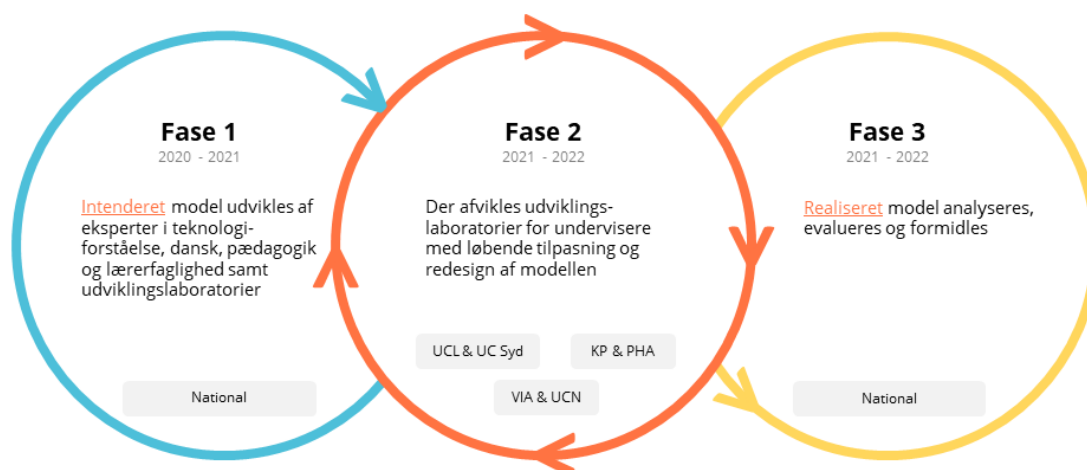 Fase 1
2020 - 2021
Intenderet model udvikles af
eksperter i teknologi-
forståelse, dansk, pædagogik
og lærerfaglighed samt
udviklingslaboratorier
National
Fase 2
2021 - 2022
Der afvikles udviklings-
laboratorier for undervisere
med løbende tilpasning og
redesign af modellen
UCL & UC Syd
KP & PHA
VIA & UCN
Fase 3
2021 - 2022
Realiseret model analyseres,
evalueres og formidles
National